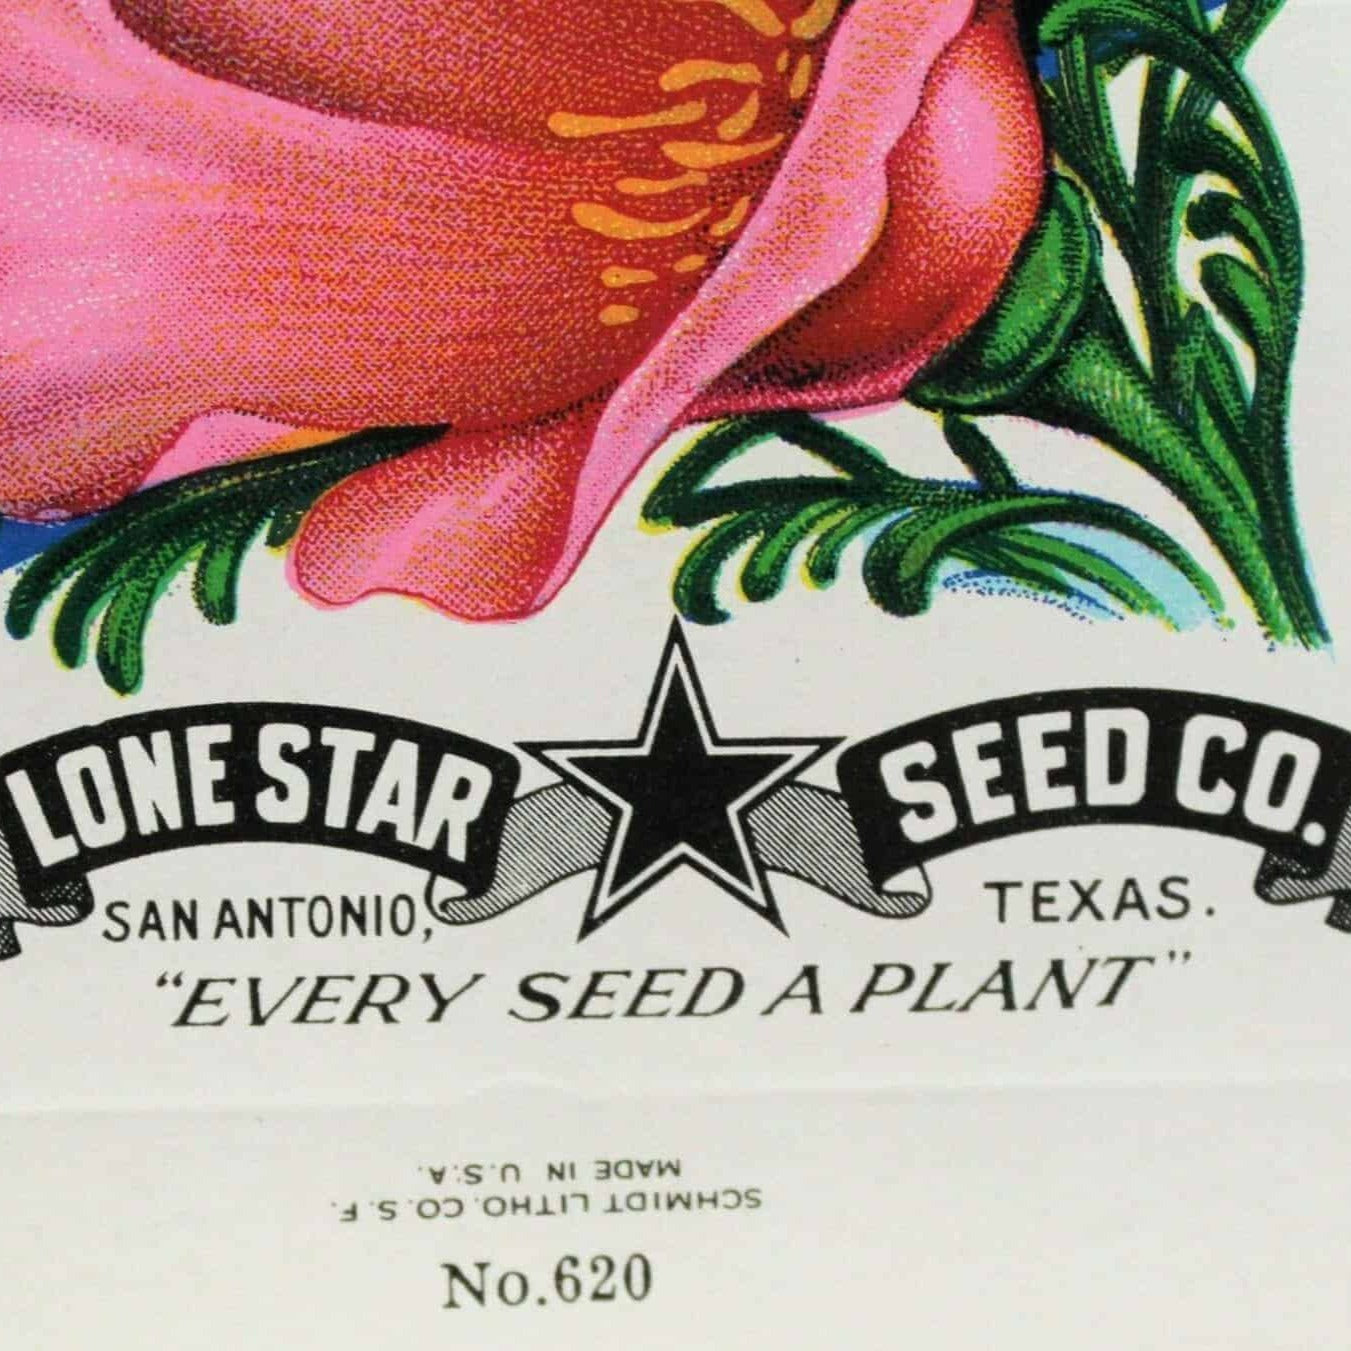 LONE STAR SEED CO.
SAN ANTONIO, TEXAS.
"EVERY SEED A PLANT"
SCHMIDT LITHO. CO. S. F.
MADE IN U.S.A.
No.620